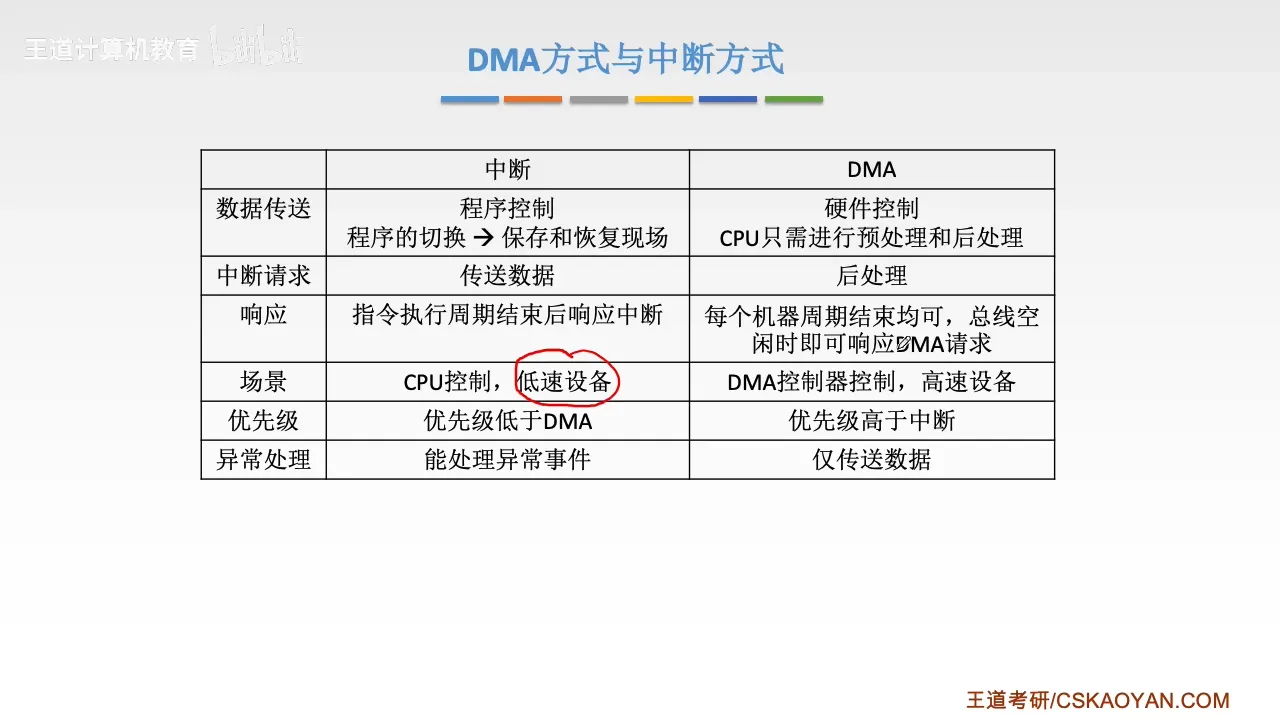 王道计算机教育 bilibili
DMA方式与中断方式
中断 DMA
数据传送 程序控制 硬件控制
程序的切换 → 保存和恢复现场 CPU只需进行预处理和后处理
中断请求 传送数据 后处理
响应 指令执行周期结束后响应中断 每个机器周期结束均可，总线空
闲时即可响应DMA请求
场景 CPU控制，低速设备 DMA控制器控制，高速设备
优先级 优先级低于DMA 优先级高于中断
异常处理 能处理异常事件 仅传送数据
王道考研/CSKAOYAN.COM